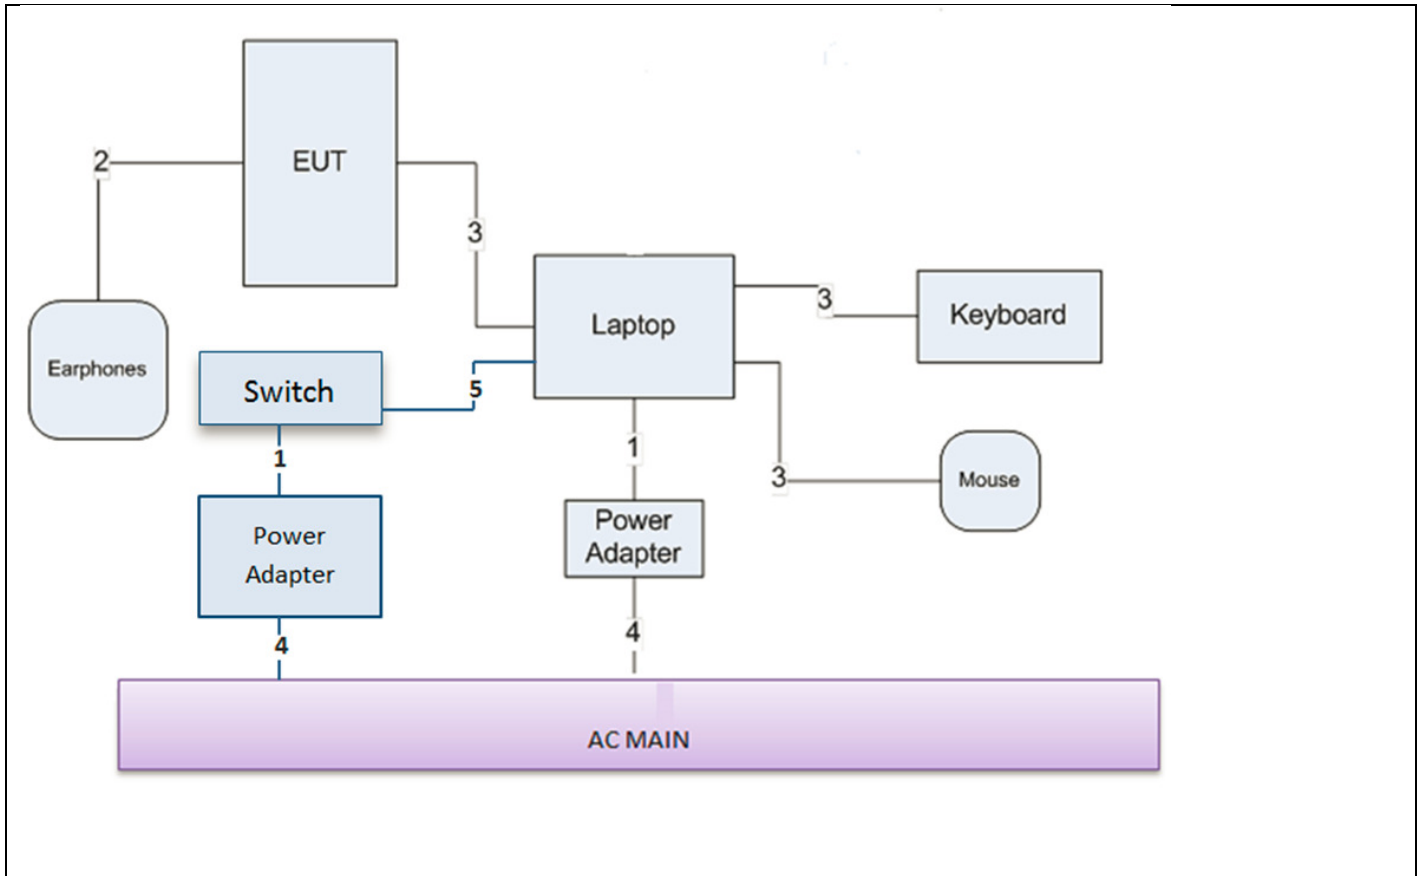 EUT
2
3
Laptop
3
Keyboard
Earphones
Switch
5
1
1
3
Mouse
Power
Adapter
Power
Adapter
4
4
AC MAIN